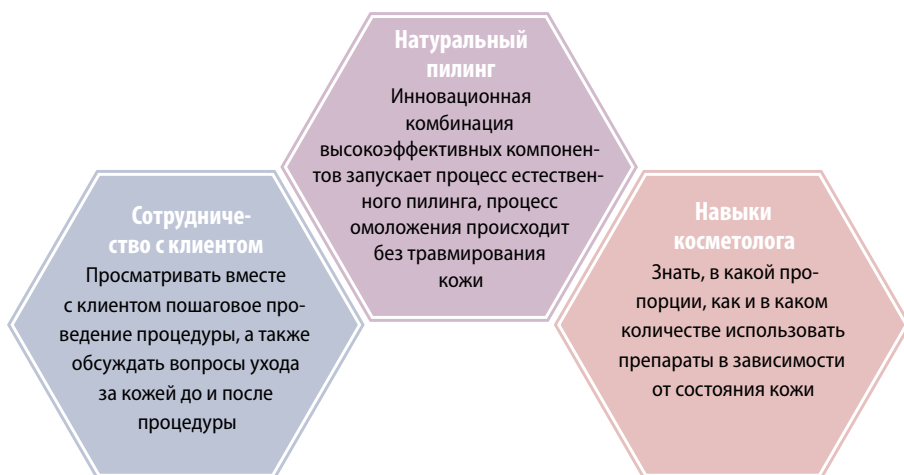 Натуральный
пилинг
Инновационная
комбинация
высокоэффективных компонен-
тов запускает процесс естествен-
ного пилинга, процесс
омоложения происходит
без травмирования
кожи
Сотрудниче-
ство с клиентом
Просматривать вместе
с клиентом пошаговое про-
ведение процедуры, а также
обсуждать вопросы ухода
за кожей до и после
процедуры
Навыки
косметолога
Знать, в какой про-
порции, как и в каком
количестве использовать
препараты в зависимости
от состояния кожи